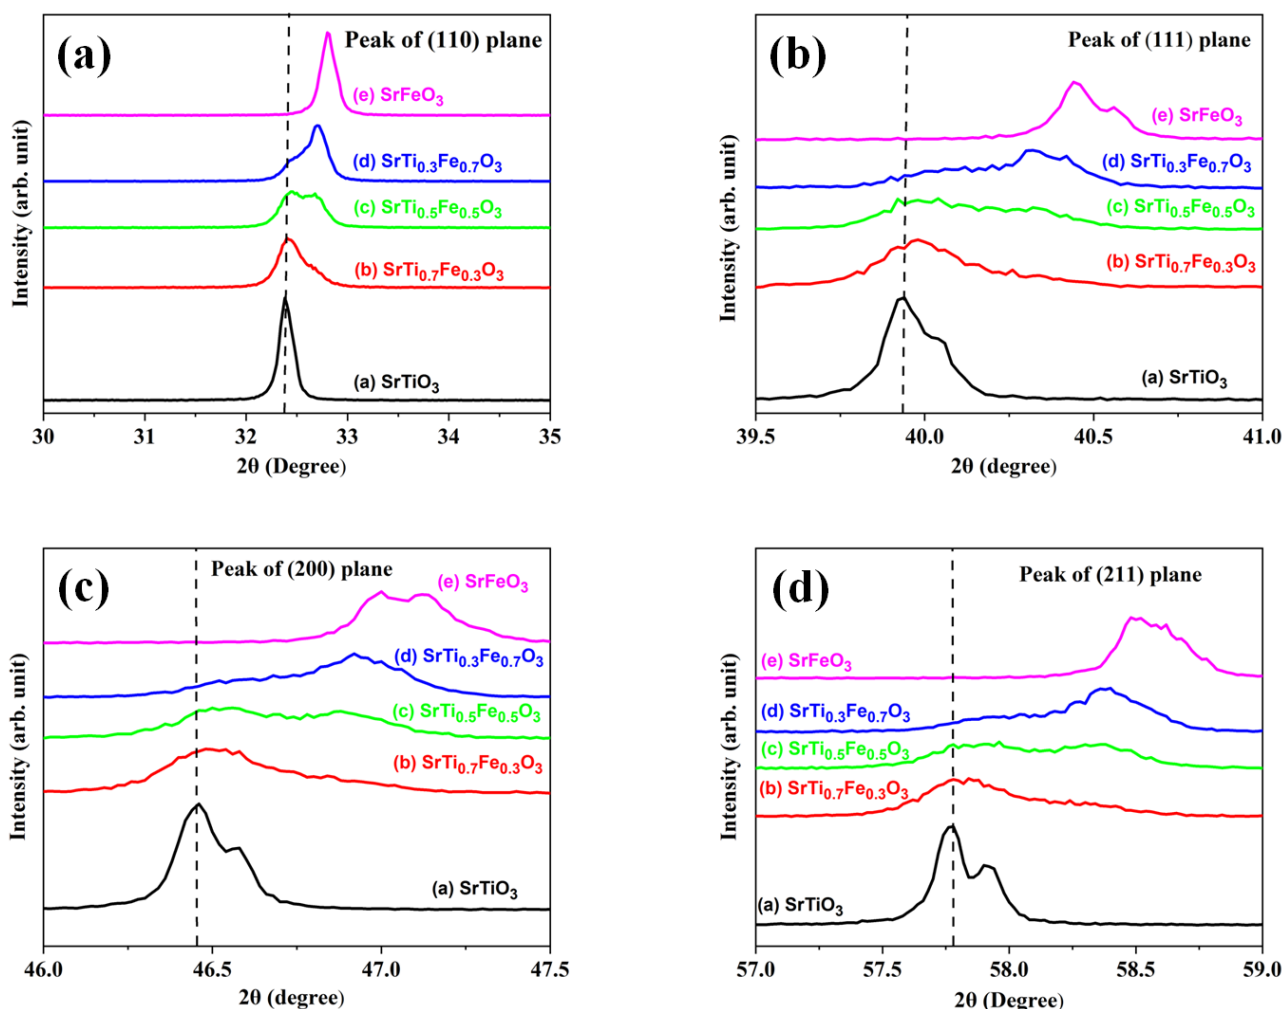 (a)
Peak of (110) plane
(e) SrFeO3
(d) SrTi0.3Fe0.7O3
(c) SrTi0.5Fe0.5O3
(b) SrTi0.7Fe0.3O3
(a) SrTiO3
Intensity (arb. unit)
30 31 32 33 34 35
2θ (Degree)
(b)
Peak of (111) plane
(e) SrFeO3
(d) SrTi0.3Fe0.7O3
(c) SrTi0.5Fe0.5O3
(b) SrTi0.7Fe0.3O3
(a) SrTiO3
Intensity (arb. unit)
39.5 40.0 40.5 41.0
2θ (degree)
(c)
Peak of (200) plane
(e) SrFeO3
(d) SrTi0.3Fe0.7O3
(c) SrTi0.5Fe0.5O3
(b) SrTi0.7Fe0.3O3
(a) SrTiO3
Intensity (arb. unit)
46.0 46.5 47.0 47.5
2θ (degree)
(d)
Peak of (211) plane
(e) SrFeO3
(d) SrTi0.3Fe0.7O3
(c) SrTi0.5Fe0.5O3
(b) SrTi0.7Fe0.3O3
(a) SrTiO3
Intensity (arb. unit)
57.0 57.5 58.0 58.5 59.0
2θ (Degree)